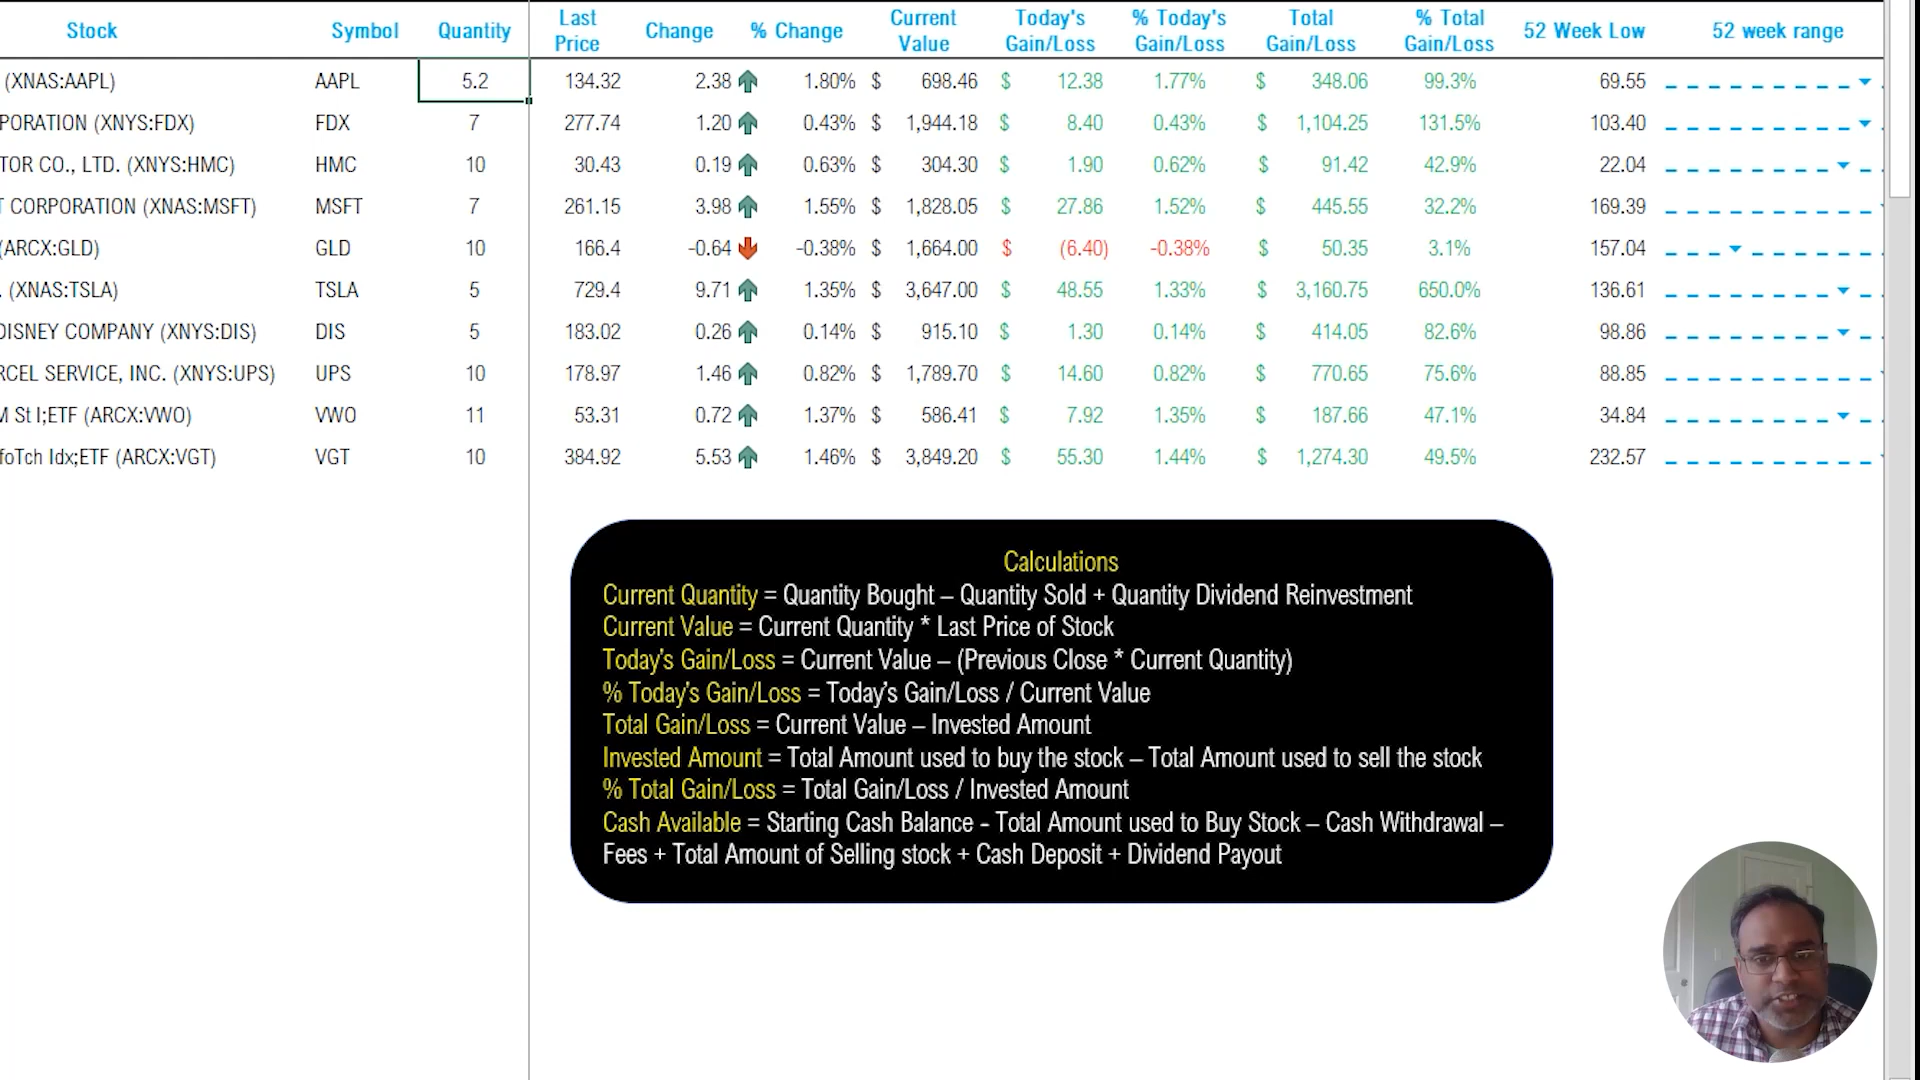 Stock Symbol Quantity Last Price Change % Change Current Value Today's Gain/Loss % Today's Gain/Loss Total Gain/Loss % Total Gain/Loss 52 Week Low 52 week range
(XNAS:AAPL) AAPL 5.2 134.32 2.38 1.80% $ 698.46 $ 12.38 1.77% $ 348.06 99.3% 69.55
PORATION (XNYS:FDX) FDX 7 277.74 1.20 0.43% $ 1,944.18 $ 8.40 0.43% $ 1,104.25 131.5% 103.40
TOR CO., LTD. (XNYS:HMC) HMC 10 30.43 0.19 0.63% $ 304.30 $ 1.90 0.62% $ 91.42 42.9% 22.04
T CORPORATION (XNAS:MSFT) MSFT 7 261.15 3.98 1.55% $ 1,828.05 $ 27.86 1.52% $ 445.55 32.2% 169.39
(ARCX:GLD) GLD 10 166.4 -0.64 -0.38% $ 1,664.00 $ (6.40) -0.38% $ 50.35 3.1% 157.04
. (XNAS:TSLA) TSLA 5 729.4 9.71 1.35% $ 3,647.00 $ 48.55 1.33% $ 3,160.75 650.0% 136.61
DISNEY COMPANY (XNYS:DIS) DIS 5 183.02 0.26 0.14% $ 915.10 $ 1.30 0.14% $ 414.05 82.6% 98.86
RCEL SERVICE, INC. (XNYS:UPS) UPS 10 178.97 1.46 0.82% $ 1,789.70 $ 14.60 0.82% $ 770.65 75.6% 88.85
M St I;ETF (ARCX:VWO) VWO 11 53.31 0.72 1.37% $ 586.41 $ 7.92 1.35% $ 187.66 47.1% 34.84
foTch Idx;ETF (ARCX:VGT) VGT 10 384.92 5.53 1.46% $ 3,849.20 $ 55.30 1.44% $ 1,274.30 49.5% 232.57
Calculations
Current Quantity = Quantity Bought – Quantity Sold + Quantity Dividend Reinvestment
Current Value = Current Quantity * Last Price of Stock
Today's Gain/Loss = Current Value – (Previous Close * Current Quantity)
% Today's Gain/Loss = Today's Gain/Loss / Current Value
Total Gain/Loss = Current Value – Invested Amount
Invested Amount = Total Amount used to buy the stock – Total Amount used to sell the stock
% Total Gain/Loss = Total Gain/Loss / Invested Amount
Cash Available = Starting Cash Balance - Total Amount used to Buy Stock – Cash Withdrawal –
Fees + Total Amount of Selling stock + Cash Deposit + Dividend Payout